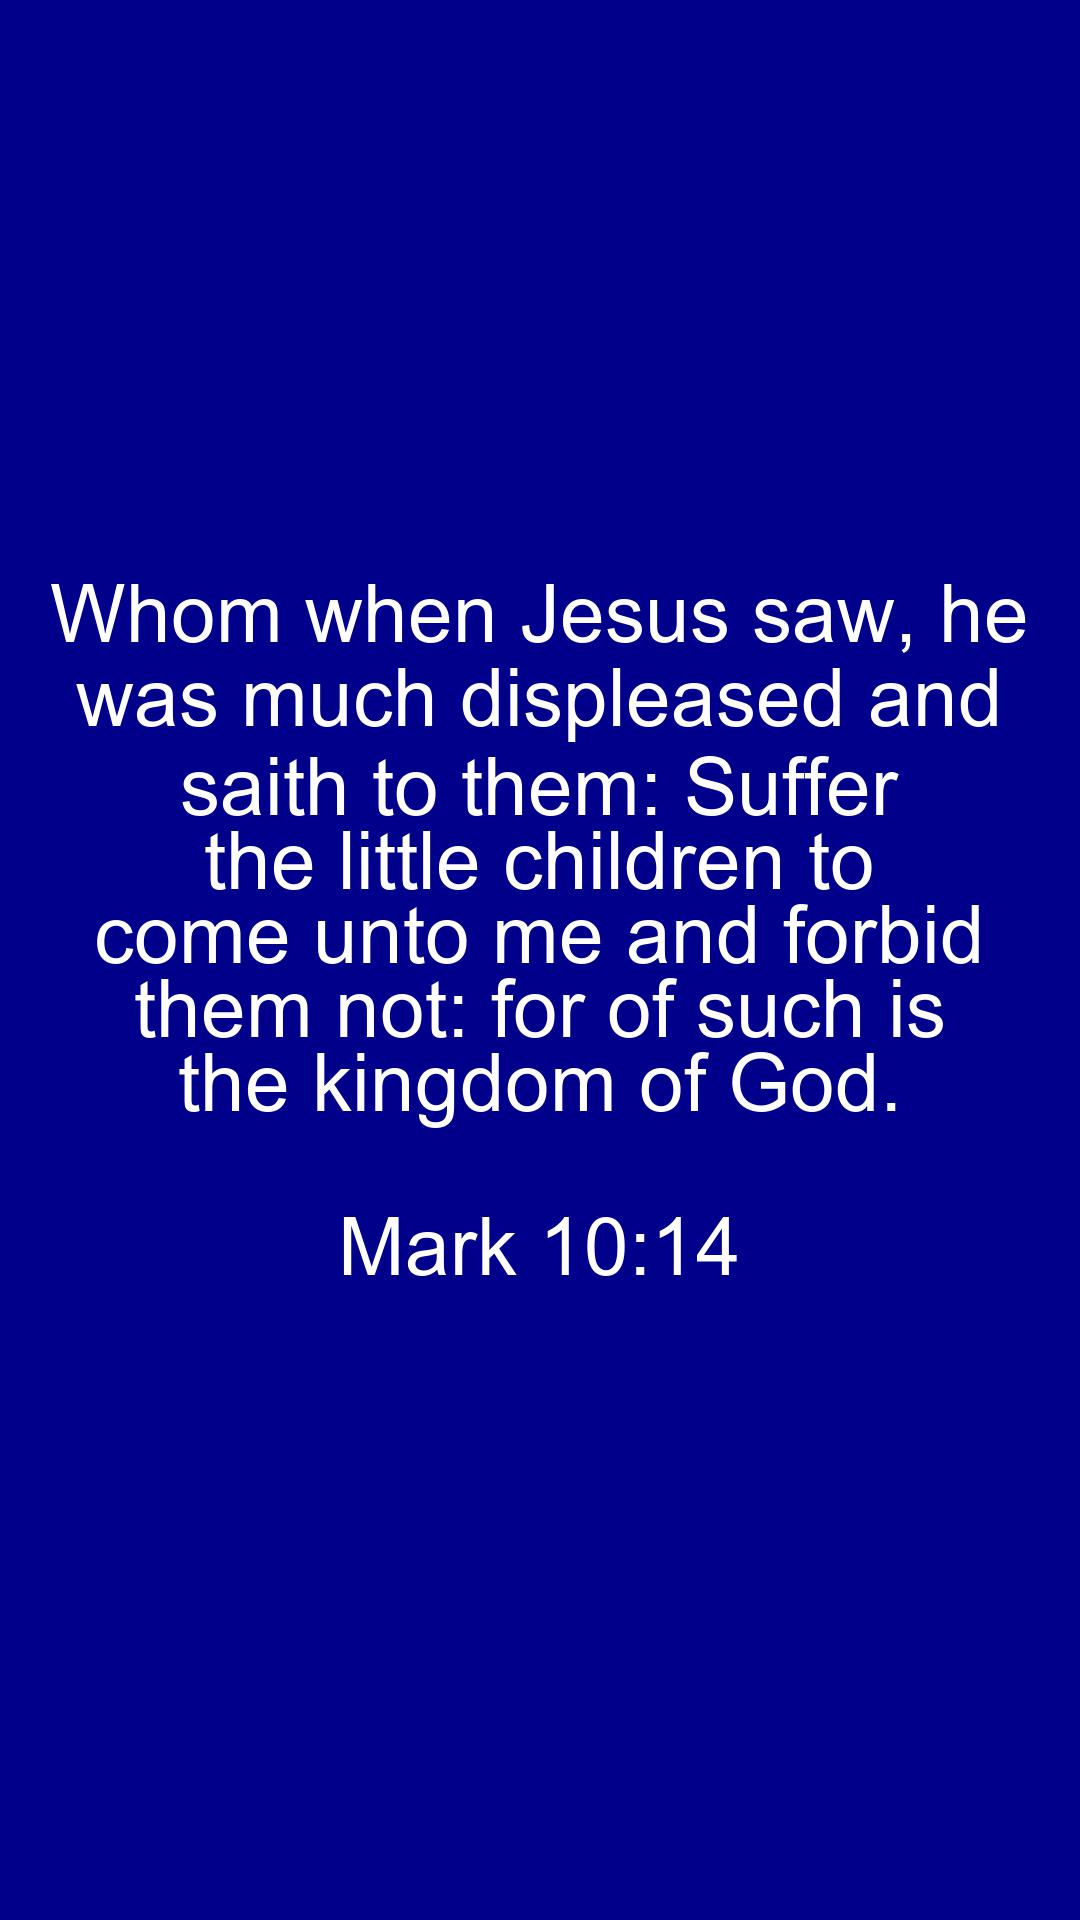 Whom when Jesus saw, he
was much displeased and
saith to them: Suffer
the little children to
come unto me and forbid
them not: for of such is
the kingdom of God.
Mark 10:14